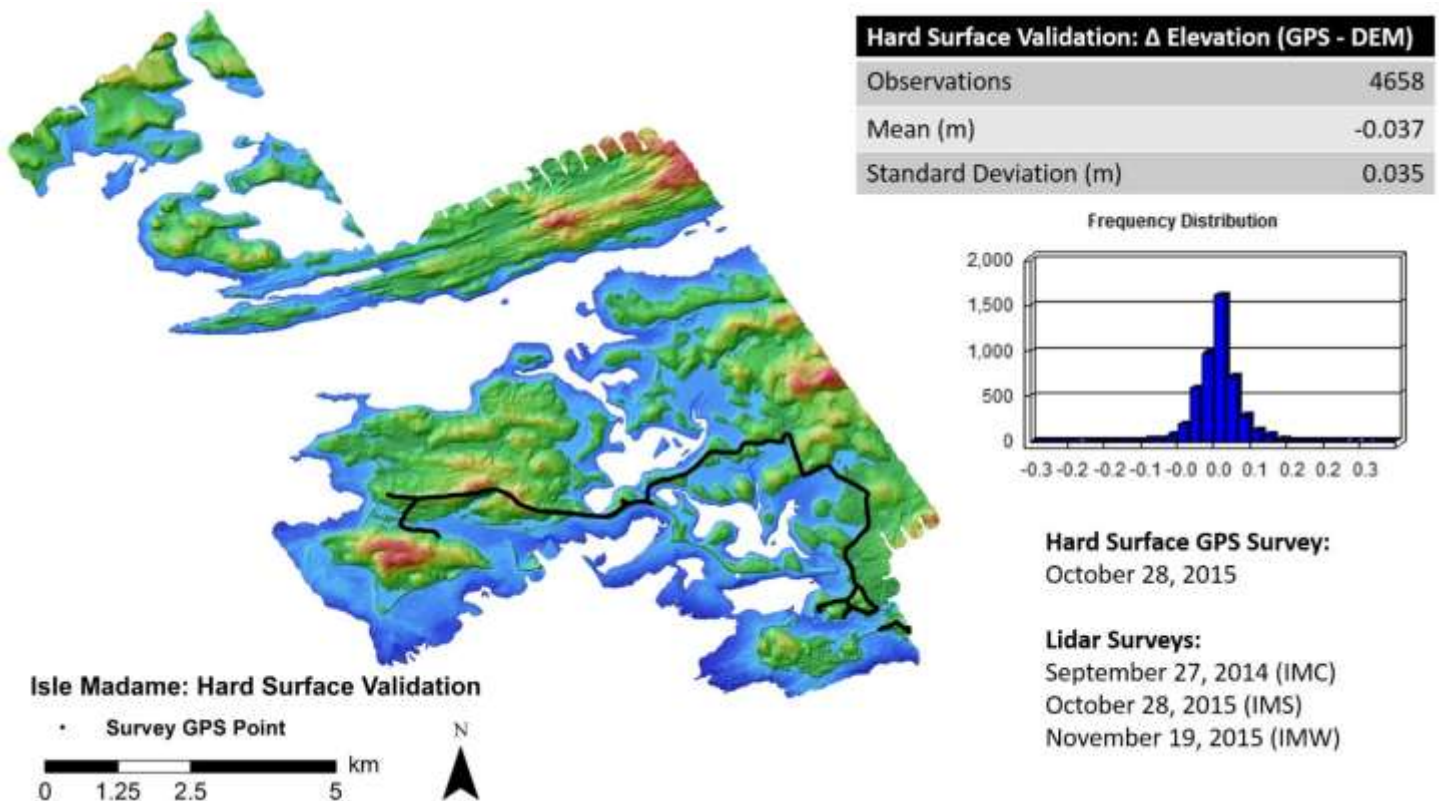 Hard Surface Validation: Δ Elevation (GPS - DEM)
Observations 4658
Mean (m) -0.037
Standard Deviation (m) 0.035
Frequency Distribution
2,000
1,500
1,000
500
0
-0.3 -0.2 -0.2 -0.1 -0.0 0.0 0.2 0.2 0.3
Hard Surface GPS Survey:
October 28, 2015
Lidar Surveys:
September 27, 2014 (IMC)
October 28, 2015 (IMS)
November 19, 2015 (IMW)
Isle Madame: Hard Surface Validation
Survey GPS Point
N
km
0 1.25 2.5 5